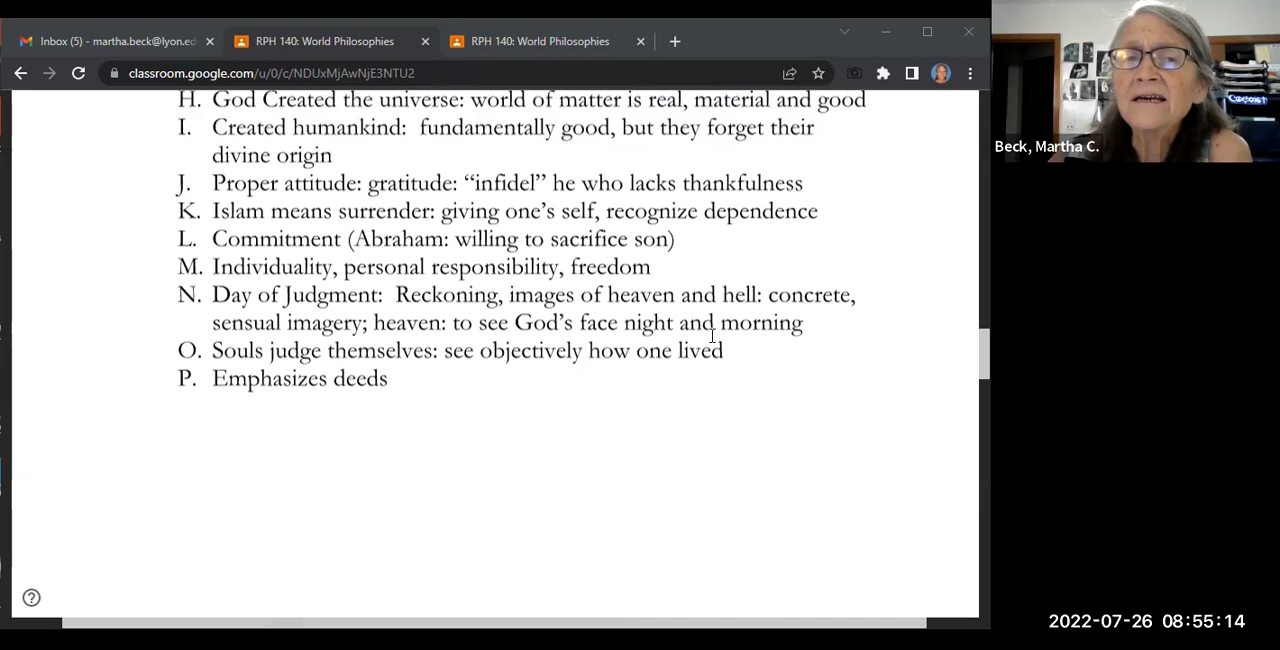 Inbox (5) - martha.beck@lyon.ed
RPH 140: World Philosophies
RPH 140: World Philosophies
classroom.google.com/u/0/c/NDUxMjAwNjE3NTU2
H. God Created the universe: world of matter is real, material and good
I. Created humankind: fundamentally good, but they forget their
divine origin
J. Proper attitude: gratitude: “infidel” he who lacks thankfulness
K. Islam means surrender: giving one’s self, recognize dependence
L. Commitment (Abraham: willing to sacrifice son)
M. Individuality, personal responsibility, freedom
N. Day of Judgment: Reckoning, images of heaven and hell: concrete,
sensual imagery; heaven: to see God’s face night and morning
O. Souls judge themselves: see objectively how one lived
P. Emphasizes deeds
Beck, Martha C.
2022-07-26 08:55:14